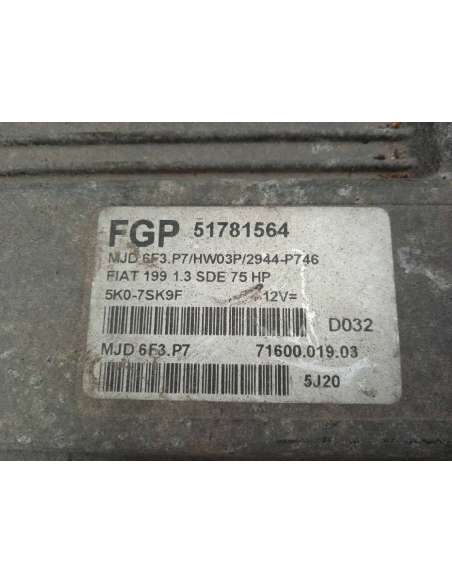 FGP 51781564
MJD 6F3.P7/HW03P/2944-P746
FIAT 199 1.3 SDE 75 HP
5K0-7SK9F 12V=
D032
MJD 6F3.P7 71600.019.03
5J20